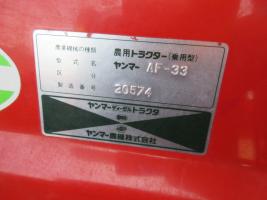 農業機械の種類 農用トラクター(乗用型)
型式名 ヤンマー AF-33
区分
製造番号 20574
ヤンマーディーゼルトラクタ
ヤンマー農機株式会社